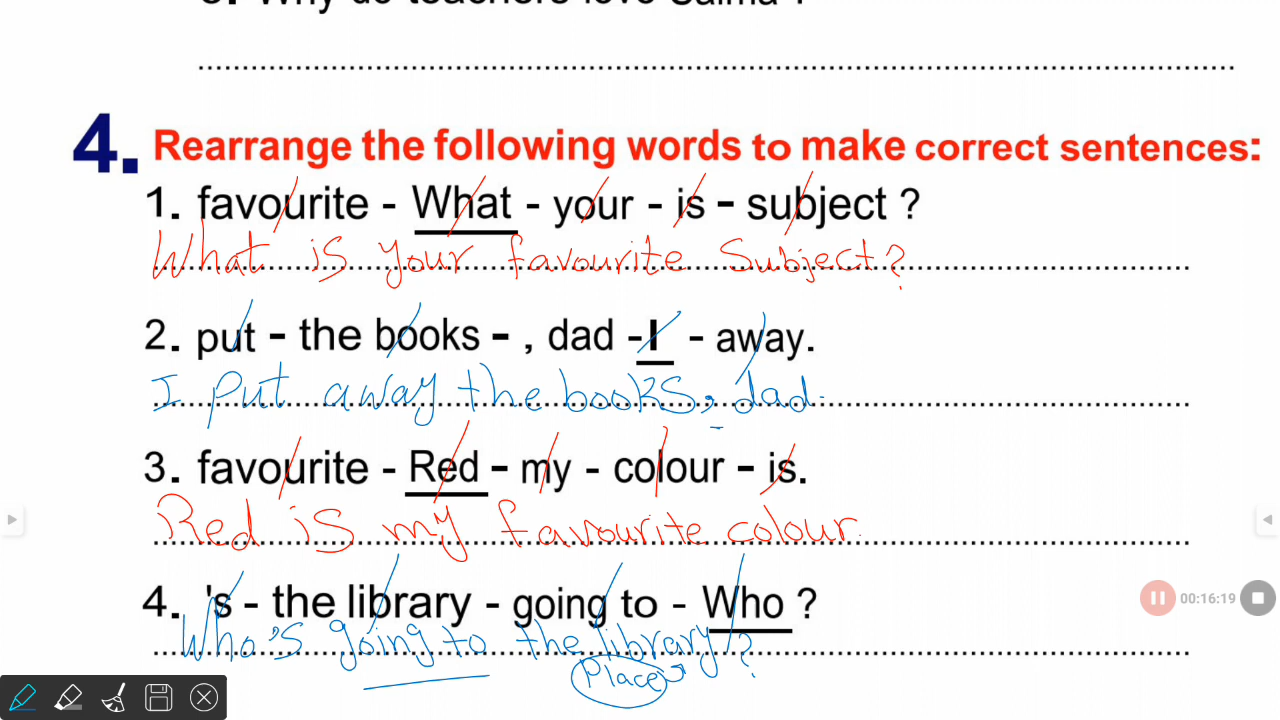 3. Why do teachers love Salma ?
4. Rearrange the following words to make correct sentences:
1. favourite - What - your - is - subject ?
What is your favourite Subject?
2. put - the books - , dad - I - away.
I put away the books, dad.
3. favourite - Red - my - colour - is.
Red is my favourite colour.
4. 's - the library - going to - Who ?
Who's going to the library?
Place
00:16:19